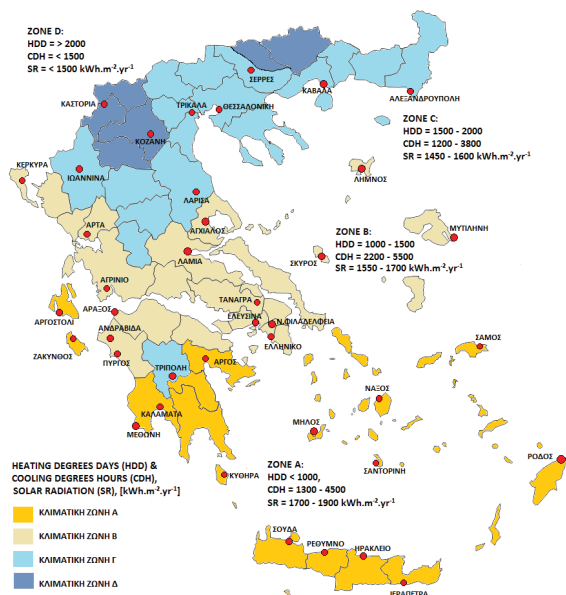 ZONE D:
HDD = > 2000
CDH = < 1500
SR = < 1500 kWh.m⁻².yr⁻¹
ΣΕΡΡΕΣ
ΚΑΒΑΛΑ
ΑΛΕΞΑΝΔΡΟΥΠΟΛΗ
ΚΑΣΤΟΡΙΑ
ΤΡΙΚΑΛΑ
ΘΕΣΣΑΛΟΝΙΚΗ
ΚΟΖΑΝΗ
ZONE C:
HDD = 1500 - 2000
CDH = 1200 - 3800
SR = 1450 - 1600 kWh.m⁻².yr⁻¹
ΚΕΡΚΥΡΑ
ΙΩΑΝΝΙΝΑ
ΛΗΜΝΟΣ
ΛΑΡΙΣΑ
ΑΡΤΑ
ΑΓΧΙΑΛΟΣ
ΜΥΤΙΛΗΝΗ
ZONE B:
HDD = 1000 - 1500
CDH = 2200 - 5500
SR = 1550 - 1700 kWh.m⁻².yr⁻¹
ΛΑΜΙΑ
ΣΚΥΡΟΣ
ΑΓΡΙΝΙΟ
ΤΑΝΑΓΡΑ
ΑΡΑΞΟΣ
ΑΡΓΟΣΤΟΛΙ
ΕΛΕΥΣΙΝΑ
Ν.ΦΙΛΑΔΕΛΦΕΙΑ
ΑΝΔΡΑΒΙΔΑ
ΕΛΛΗΝΙΚΟ
ΣΑΜΟΣ
ΖΑΚΥΝΘΟΣ
ΠΥΡΓΟΣ
ΑΡΓΟΣ
ΤΡΙΠΟΛΗ
ΝΑΞΟΣ
ΚΑΛΑΜΑΤΑ
ΜΕΘΩΝΗ
ΜΗΛΟΣ
ΡΟΔΟΣ
ΣΑΝΤΟΡΙΝΗ
ΚΥΘΗΡΑ
ZONE A:
HDD < 1000,
CDH = 1300 - 4500
SR = 1700 - 1900 kWh.m⁻².yr⁻¹
HEATING DEGREES DAYS (HDD) &
COOLING DEGREES HOURS (CDH),
SOLAR RADIATION (SR), [kWh.m⁻².yr⁻¹]
ΚΛΙΜΑΤΙΚΗ ΖΩΝΗ Α
ΚΛΙΜΑΤΙΚΗ ΖΩΝΗ Β
ΚΛΙΜΑΤΙΚΗ ΖΩΝΗ Γ
ΚΛΙΜΑΤΙΚΗ ΖΩΝΗ Δ
ΣΟΥΔΑ
ΡΕΘΥΜΝΟ
ΗΡΑΚΛΕΙΟ
ΙΕΡΑΠΕΤΡΑ